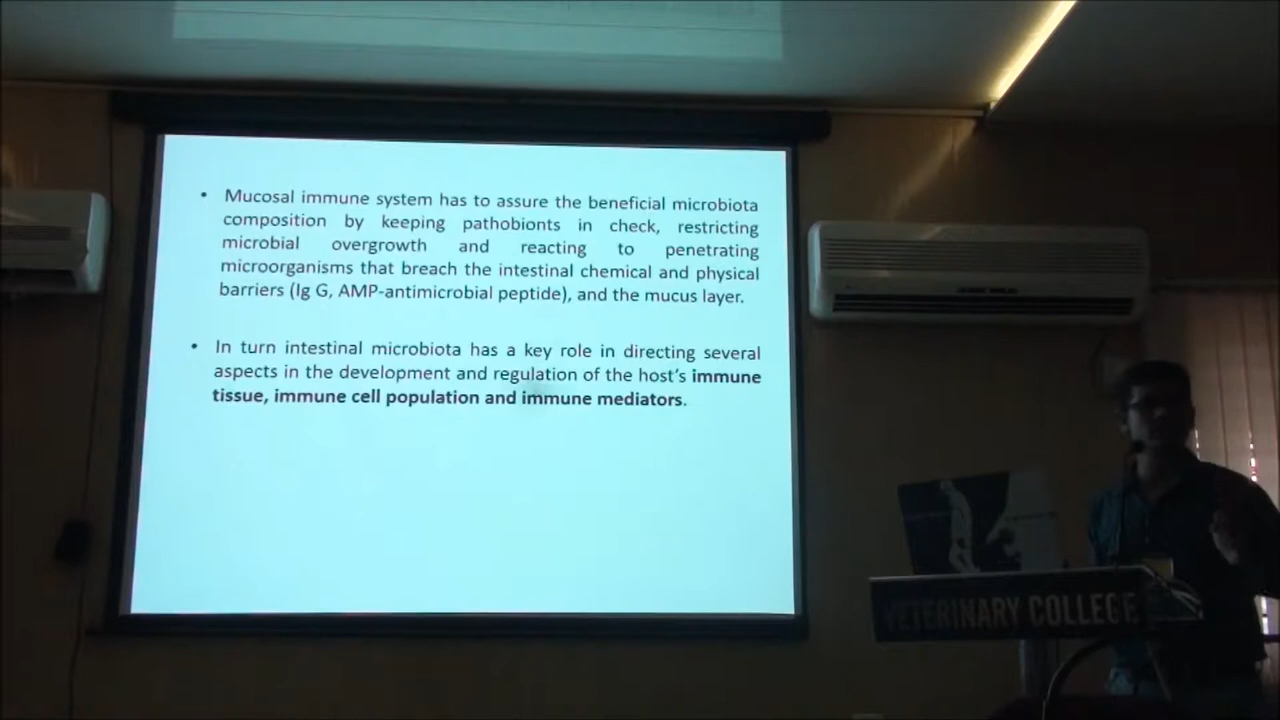 • Mucosal immune system has to assure the beneficial microbiota
composition by keeping pathobionts in check, restricting
microbial overgrowth and reacting to penetrating
microorganisms that breach the intestinal chemical and physical
barriers (Ig G, AMP-antimicrobial peptide), and the mucus layer.
• In turn intestinal microbiota has a key role in directing several
aspects in the development and regulation of the host's immune
tissue, immune cell population and immune mediators.
VETERINARY COLLEGE